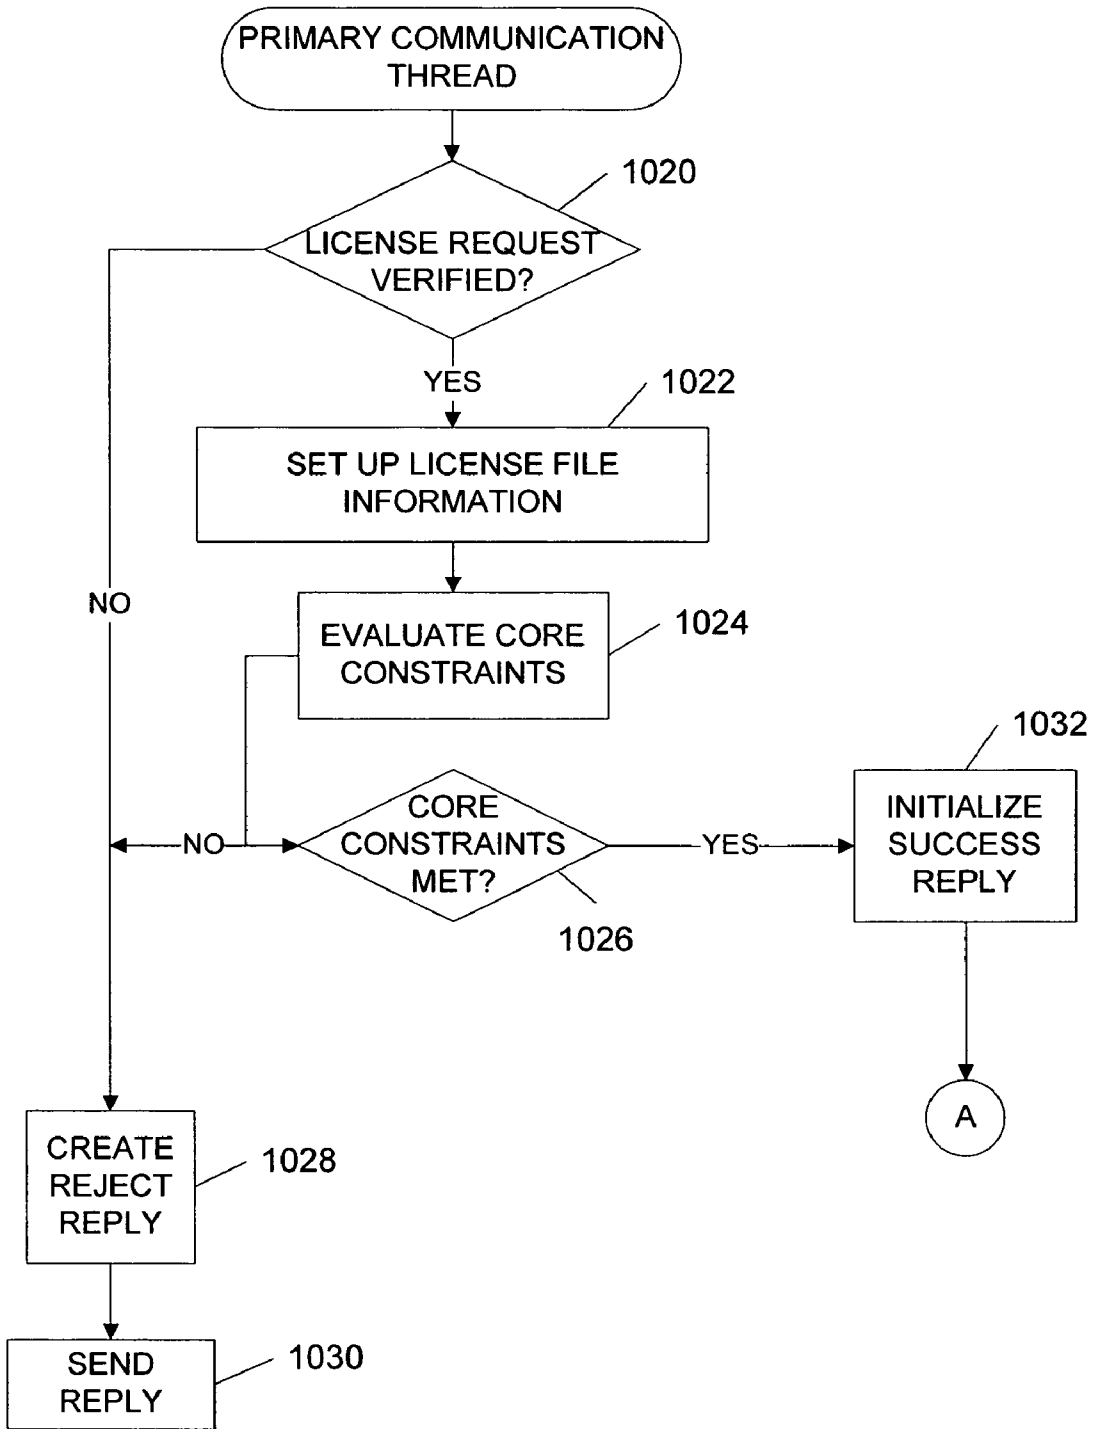 PRIMARY COMMUNICATION
THREAD
1020
LICENSE REQUEST
VERIFIED?
YES
1022
SET UP LICENSE FILE
INFORMATION
NO
1024
EVALUATE CORE
CONSTRAINTS
1032
INITIALIZE
SUCCESS
REPLY
CORE
CONSTRAINTS
MET?
NO
YES
1026
A
CREATE
REJECT
REPLY
1028
SEND
REPLY
1030